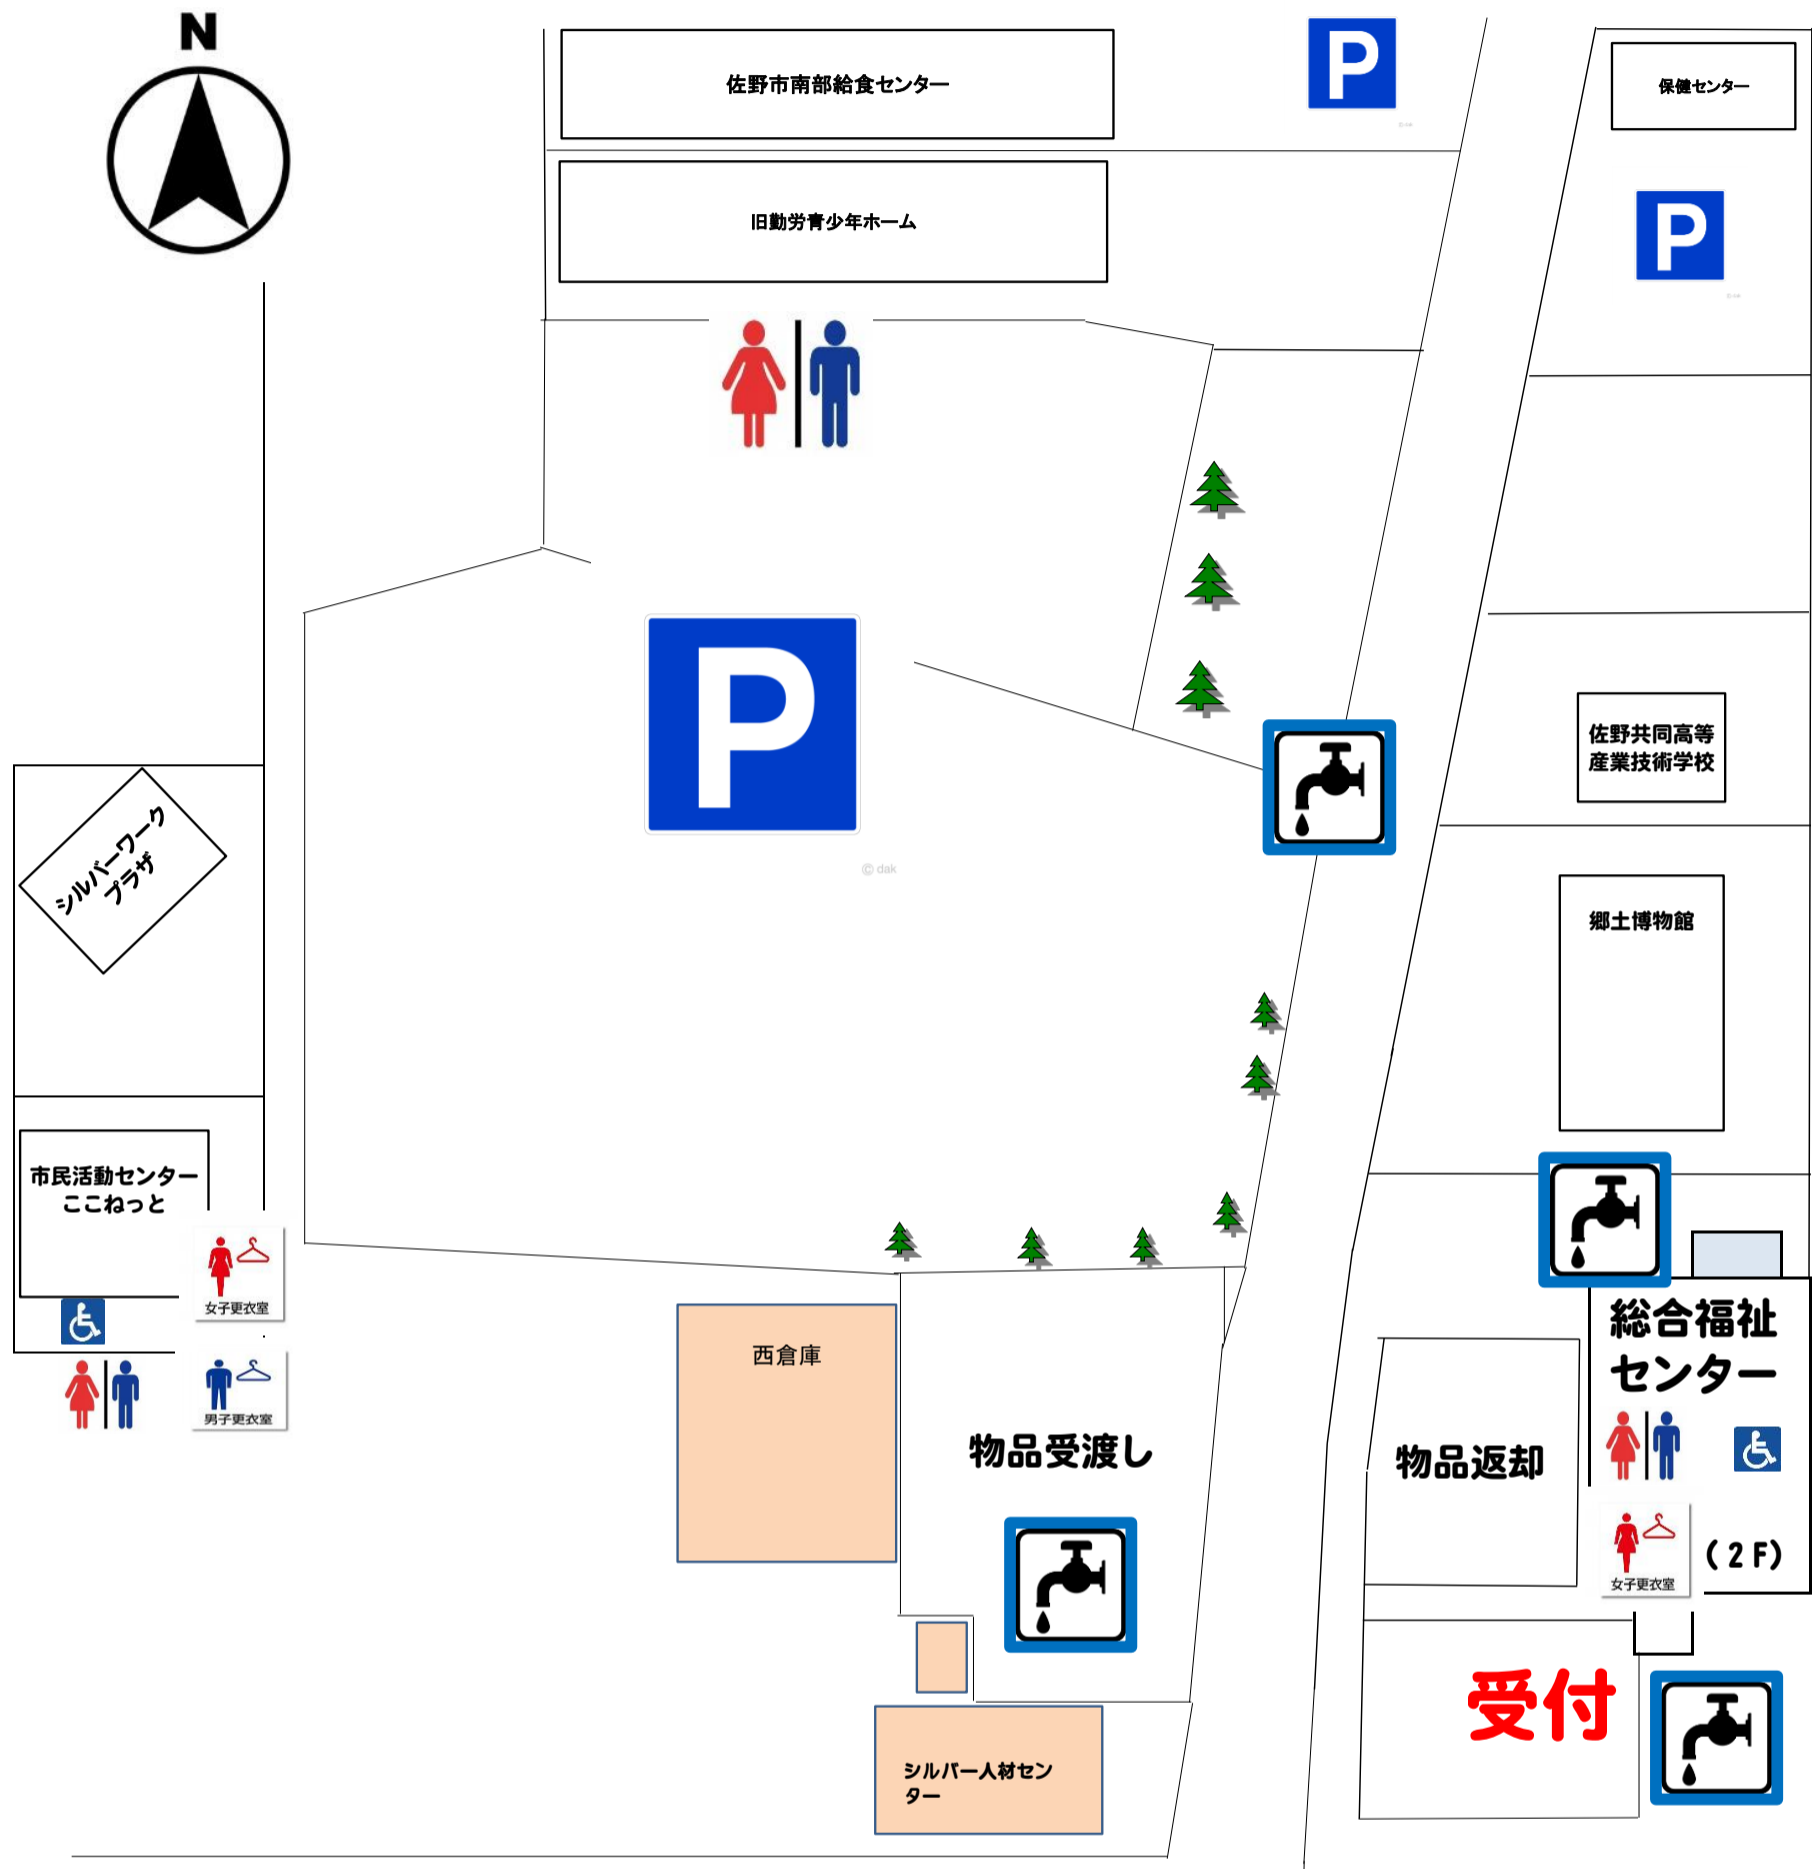 N
佐野市南部給食センター
P
保健センター
旧勤労青少年ホーム
P
P
© dak
佐野共同高等
産業技術学校
シルバーワーク
プラザ
郷土博物館
市民活動センター
ここねっと
女子更衣室
男子更衣室
西倉庫
物品受渡し
物品返却
総合福祉
センター
女子更衣室
(２F)
受付
シルバー人材セン
ター